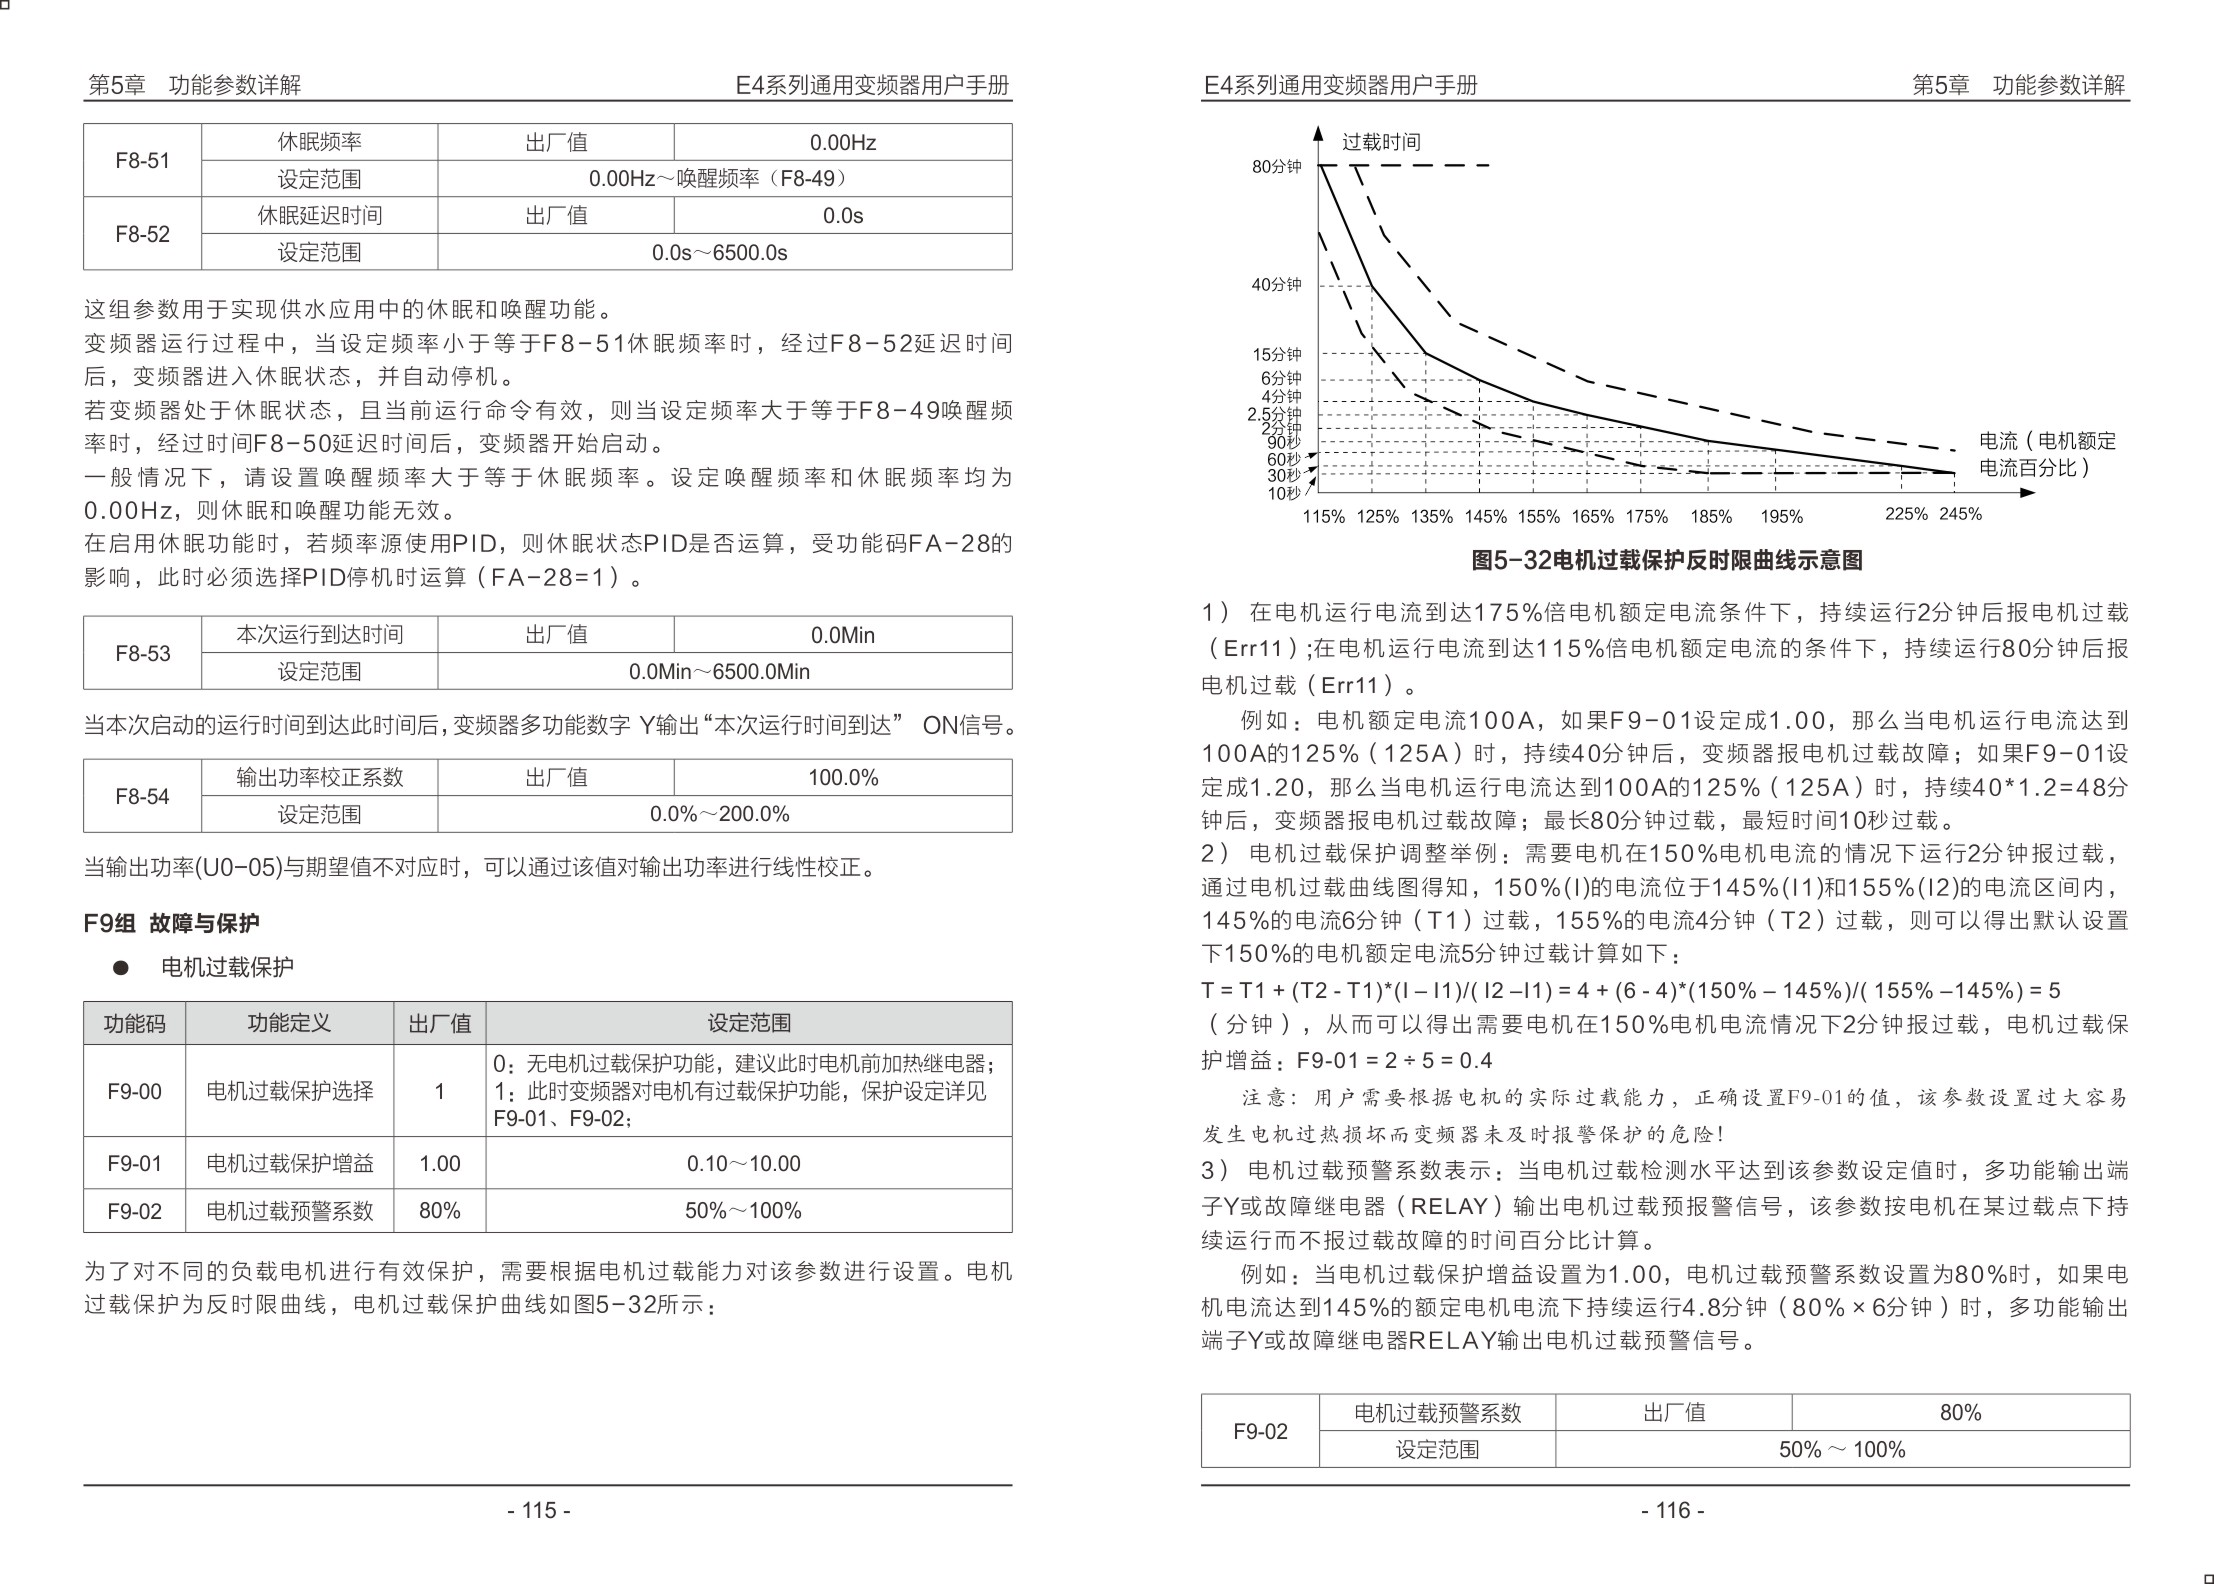 第5章 功能参数详解 E4系列通用变频器用户手册
F8-51 休眠频率 出厂值 0.00Hz
设定范围 0.00Hz～唤醒频率（F8-49）
F8-52 休眠延迟时间 出厂值 0.0s
设定范围 0.0s～6500.0s
这组参数用于实现供水应用中的休眠和唤醒功能。
变频器运行过程中，当设定频率小于等于F8-51休眠频率时，经过F8-52延迟时间
后，变频器进入休眠状态，并自动停机。
若变频器处于休眠状态，且当前运行命令有效，则当设定频率大于等于F8-49唤醒频
率时，经过时间F8-50延迟时间后，变频器开始启动。
一般情况下，请设置唤醒频率大于等于休眠频率。设定唤醒频率和休眠频率均为
0.00Hz，则休眠和唤醒功能无效。
在启用休眠功能时，若频率源使用PID，则休眠状态PID是否运算，受功能码FA-28的
影响，此时必须选择PID停机时运算（FA-28=1）。
F8-53 本次运行到达时间 出厂值 0.0Min
设定范围 0.0Min～6500.0Min
当本次启动的运行时间到达此时间后，变频器多功能数字 Y输出“本次运行时间到达” ON信号。
F8-54 输出功率校正系数 出厂值 100.0%
设定范围 0.0%～200.0%
当输出功率(U0-05)与期望值不对应时，可以通过该值对输出功率进行线性校正。
F9组 故障与保护
● 电机过载保护
功能码 功能定义 出厂值 设定范围
F9-00 电机过载保护选择 1 0：无电机过载保护功能，建议此时电机前加热继电器；
1：此时变频器对电机有过载保护功能，保护设定详见
F9-01、F9-02；
F9-01 电机过载保护增益 1.00 0.10～10.00
F9-02 电机过载预警系数 80% 50%～100%
为了对不同的负载电机进行有效保护，需要根据电机过载能力对该参数进行设置。电机
过载保护为反时限曲线，电机过载保护曲线如图5-32所示：
- 115 -
E4系列通用变频器用户手册 第5章 功能参数详解
过载时间
80分钟
40分钟
15分钟
6分钟
4分钟
2.5分钟
2分钟
90秒
60秒
30秒
10秒
电流（电机额定
电流百分比）
115% 125% 135% 145% 155% 165% 175% 185% 195% 225% 245%
图5-32电机过载保护反时限曲线示意图
1） 在电机运行电流到达175%倍电机额定电流条件下，持续运行2分钟后报电机过载
（Err11）;在电机运行电流到达115%倍电机额定电流的条件下，持续运行80分钟后报
电机过载（Err11）。
例如：电机额定电流100A，如果F9-01设定成1.00，那么当电机运行电流达到
100A的125%（125A）时，持续40分钟后，变频器报电机过载故障；如果F9-01设
定成1.20，那么当电机运行电流达到100A的125%（125A）时，持续40*1.2=48分
钟后，变频器报电机过载故障；最长80分钟过载，最短时间10秒过载。
2） 电机过载保护调整举例：需要电机在150%电机电流的情况下运行2分钟报过载，
通过电机过载曲线图得知，150%(I)的电流位于145%(I1)和155%(I2)的电流区间内，
145%的电流6分钟（T1）过载，155%的电流4分钟（T2）过载，则可以得出默认设置
下150%的电机额定电流5分钟过载计算如下：
T = T1 + (T2 - T1)*(I – I1)/( I2 –I1) = 4 + (6 - 4)*(150% – 145%)/( 155% –145%) = 5
（分钟），从而可以得出需要电机在150%电机电流情况下2分钟报过载，电机过载保
护增益：F9-01 = 2 ÷ 5 = 0.4
注意：用户需要根据电机的实际过载能力，正确设置F9-01的值，该参数设置过大容易
发生电机过热损坏而变频器未及时报警保护的危险！
3） 电机过载预警系数表示：当电机过载检测水平达到该参数设定值时，多功能输出端
子Y或故障继电器（RELAY）输出电机过载预报警信号，该参数按电机在某过载点下持
续运行而不报过载故障的时间百分比计算。
例如：当电机过载保护增益设置为1.00，电机过载预警系数设置为80%时，如果电
机电流达到145%的额定电机电流下持续运行4.8分钟（80% × 6分钟）时，多功能输出
端子Y或故障继电器RELAY输出电机过载预警信号。
F9-02 电机过载预警系数 出厂值 80%
设定范围 50% ～ 100%
- 116 -